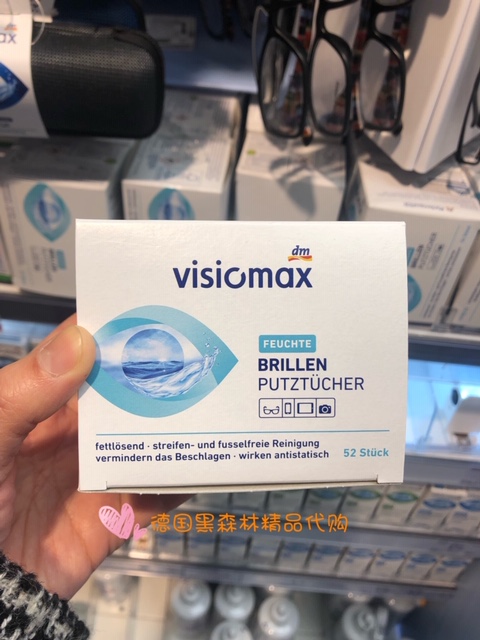 max
dm
visiomax
FEUCHTE
BRILLEN
PUTZTÜCHER
fettlösend · streifen- und fusselfreie Reinigung
vermindern das Beschlagen · wirken antistatisch
52 Stück
德国黑森林精品代购